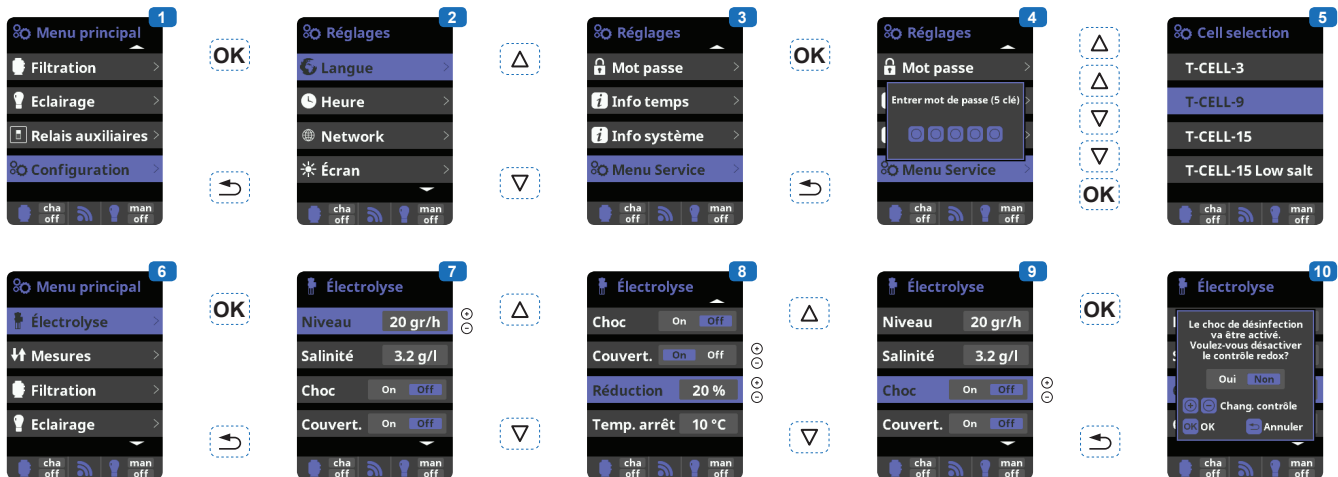 1
Menu principal
Filtration
Eclairage
Relais auxiliaires
Configuration
cha off
man off
OK
2
Réglages
Langue
Heure
Network
Écran
cha off
man off
3
Réglages
Mot passe
Info temps
Info système
Menu Service
cha off
man off
OK
4
Réglages
Mot passe
Entrer mot de passe (5 clé)
Menu Service
cha off
man off
OK
5
Cell selection
T-CELL-3
T-CELL-9
T-CELL-15
T-CELL-15 Low salt
cha off
man off
6
Menu principal
Électrolyse
Mesures
Filtration
Eclairage
cha off
man off
OK
7
Électrolyse
Niveau 20 gr/h
Salinité 3.2 g/l
Choc On Off
Couvert. On Off
cha off
man off
8
Électrolyse
Choc On Off
Couvert. On Off
Réduction 20 %
Temp. arrêt 10 °C
cha off
man off
9
Électrolyse
Niveau 20 gr/h
Salinité 3.2 g/l
Choc On Off
Couvert. On Off
cha off
man off
OK
10
Électrolyse
Le choc de désinfection
va être activé.
Voulez-vous désactiver
le contrôle redox?
Oui Non
Chang. contrôle
OK OK Annuler
cha off
man off